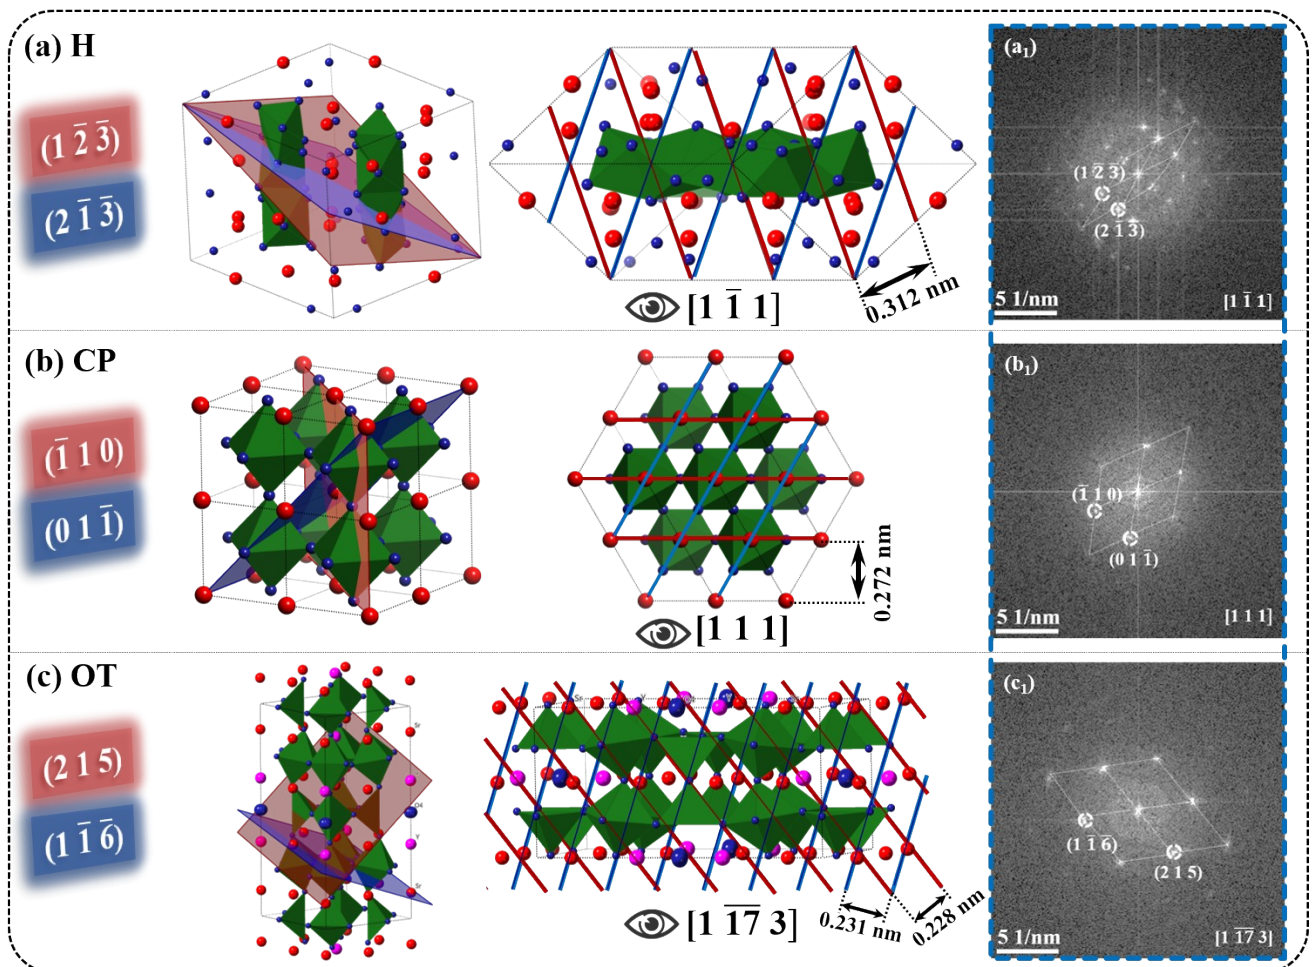 (a) H
(1 2̅ 3̅)
(2 1̅ 3̅)
0.312 nm
[1 1̅ 1]
(a₁)
(1 2̅ 3̅)
(2 1̅ 3̅)
5 1/nm
[1 1̅ 1]
(b) CP
(1̅ 1 0)
(0 1 1̅)
0.272 nm
[1 1 1]
(b₁)
(1̅ 1 0)
(0 1 1̅)
5 1/nm
[1 1 1]
(c) OT
(2 1 5)
(1 1̅ 6̅)
Sr
O4
Y
Sr
Sr
Y
0.231 nm
0.228 nm
[1 1̅7̅ 3]
(c₁)
(1 1̅ 6̅)
(2 1 5)
5 1/nm
[1 1̅7̅ 3]